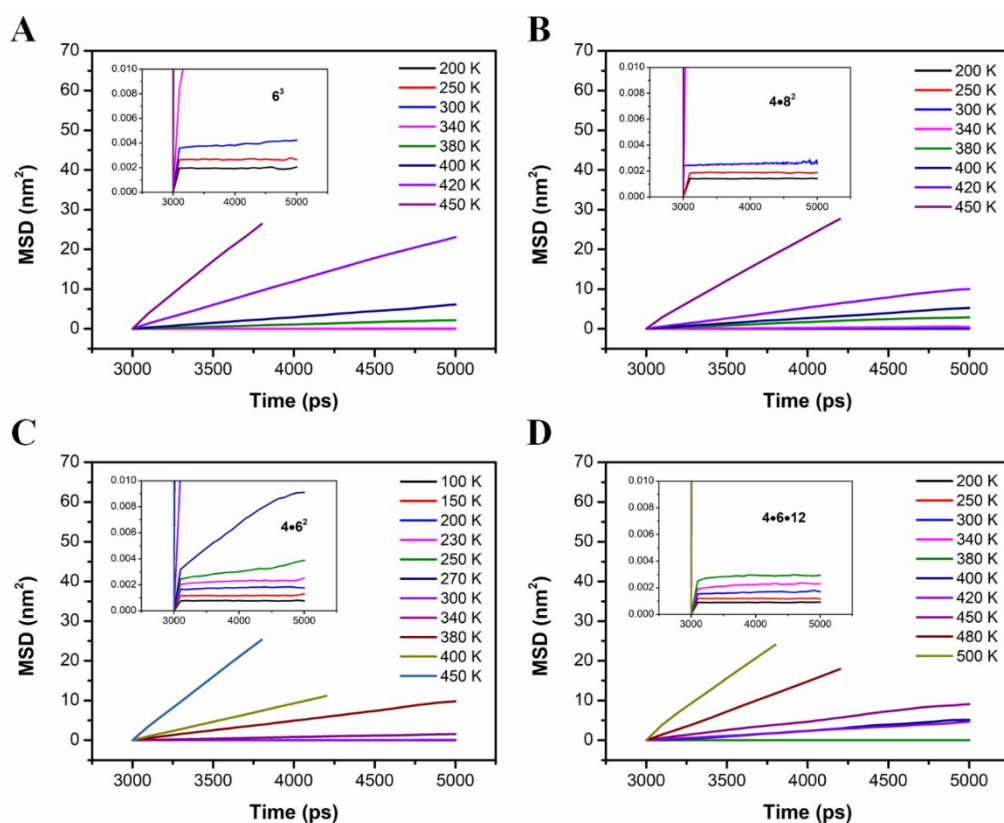 A
MSD (nm²)
70
60
50
40
30
20
10
0
3000 3500 4000 4500 5000
Time (ps)
0.010
0.008
0.006
0.004
0.002
0.000
3000 4000 5000
6³
200 K
250 K
300 K
340 K
380 K
400 K
420 K
450 K
B
MSD (nm²)
70
60
50
40
30
20
10
0
3000 3500 4000 4500 5000
Time (ps)
0.010
0.008
0.006
0.004
0.002
0.000
3000 4000 5000
4•8²
200 K
250 K
300 K
340 K
380 K
400 K
420 K
450 K
C
MSD (nm²)
70
60
50
40
30
20
10
0
3000 3500 4000 4500 5000
Time (ps)
0.010
0.008
0.006
0.004
0.002
0.000
3000 4000 5000
4•6²
100 K
150 K
200 K
230 K
250 K
270 K
300 K
340 K
380 K
400 K
450 K
D
MSD (nm²)
70
60
50
40
30
20
10
0
3000 3500 4000 4500 5000
Time (ps)
0.010
0.008
0.006
0.004
0.002
0.000
3000 4000 5000
4•6•12
200 K
250 K
300 K
340 K
380 K
400 K
420 K
450 K
480 K
500 K